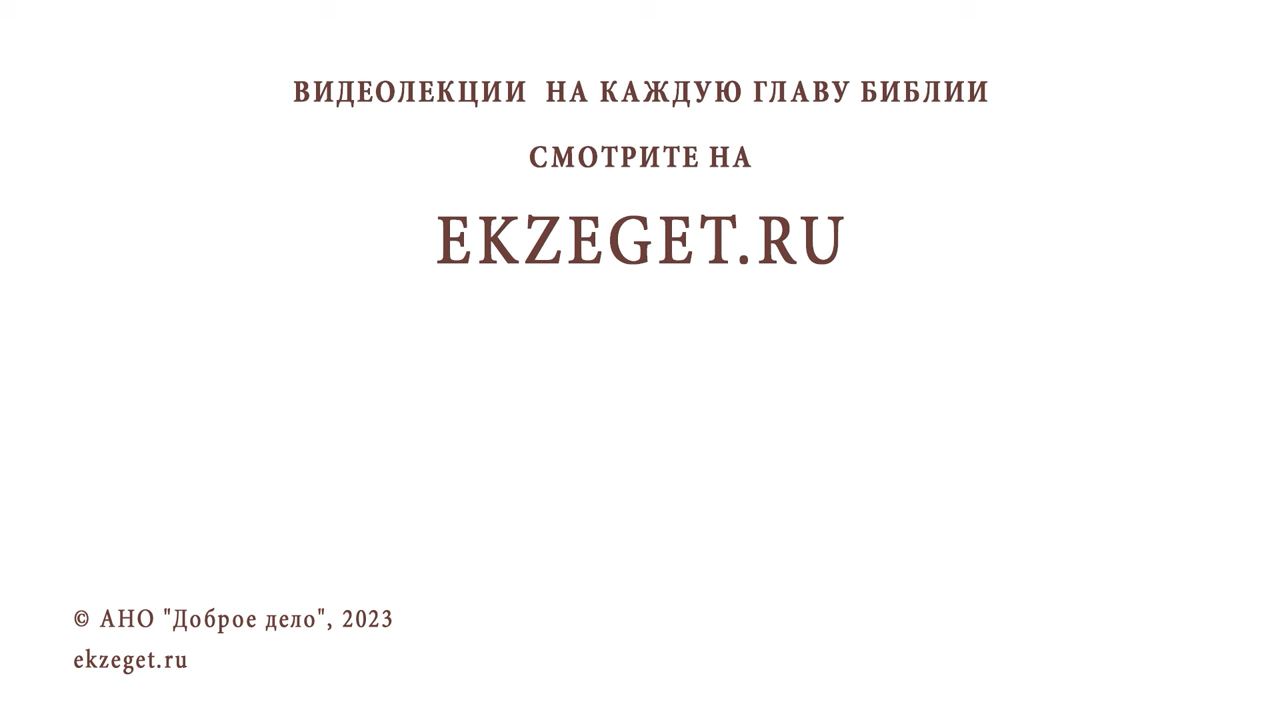 ВИДЕОЛЕКЦИИ НА КАЖДУЮ ГЛАВУ БИБЛИИ
СМОТРИТЕ НА
EKZEGET.RU
© АНО "Доброе дело", 2023
ekzeget.ru